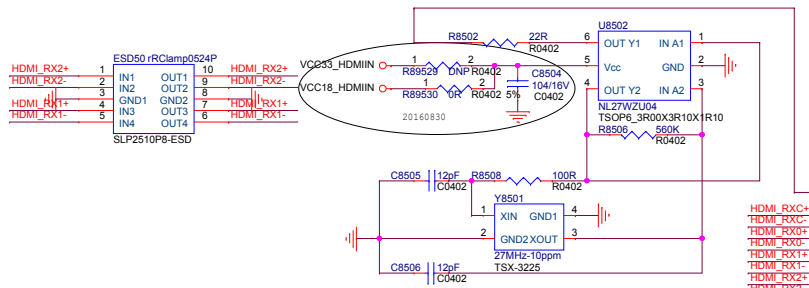 ESD50 rRClamp0524P
HDMI_RX2+ 1 IN1 OUT1 10 HDMI_RX2+
HDMI_RX2- 2 IN2 OUT2 9 HDMI_RX2-
3 GND1 GND2 8
HDMI_RX1+ 4 IN3 OUT3 7 HDMI_RX1+
HDMI_RX1- 5 IN4 OUT4 6 HDMI_RX1-
SLP2510P8-ESD
VCC33_HDMIIN 1 2
R89529 DNP R0402
VCC18_HDMIIN 1 2
R89530 0R R0402
C8504
104/16V
5% C0402
20160830
R8502 22R
R0402
U8502
6 OUT Y1 IN A1 1
5 Vcc GND 2
4 OUT Y2 IN A2 3
NL27WZU04
TSOP6_3R00X3R10X1R10
R8506 560K
R0402
C8505 12pF
C0402
R8508 100R
R0402
Y8501
1 XIN GND1 4
2 GND2 XOUT 3
27MHz-10ppm
TSX-3225
C8506 12pF
C0402
HDMI_RXC+
HDMI_RXC-
HDMI_RX0+
HDMI_RX0-
HDMI_RX1+
HDMI_RX1-
HDMI_RX2+